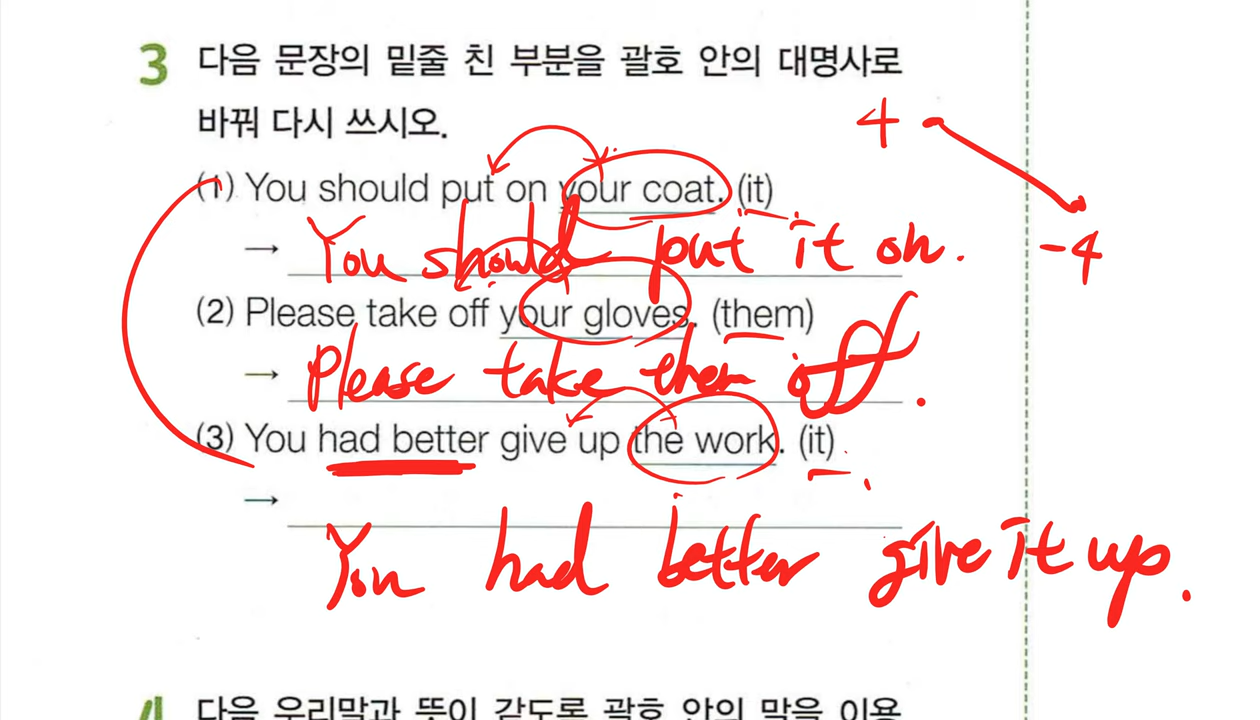 3 다음 문장의 밑줄 친 부분을 괄호 안의 대명사로
바꿔 다시 쓰시오.
4
(1) You should put on your coat. (it)
→ You should put it on.
-4
(2) Please take off your gloves. (them)
→ Please take them off.
(3) You had better give up the work. (it)
→
You had better give it up.
4 다음 우리말과 뜻이 같도록 괄호 안의 말을 이용